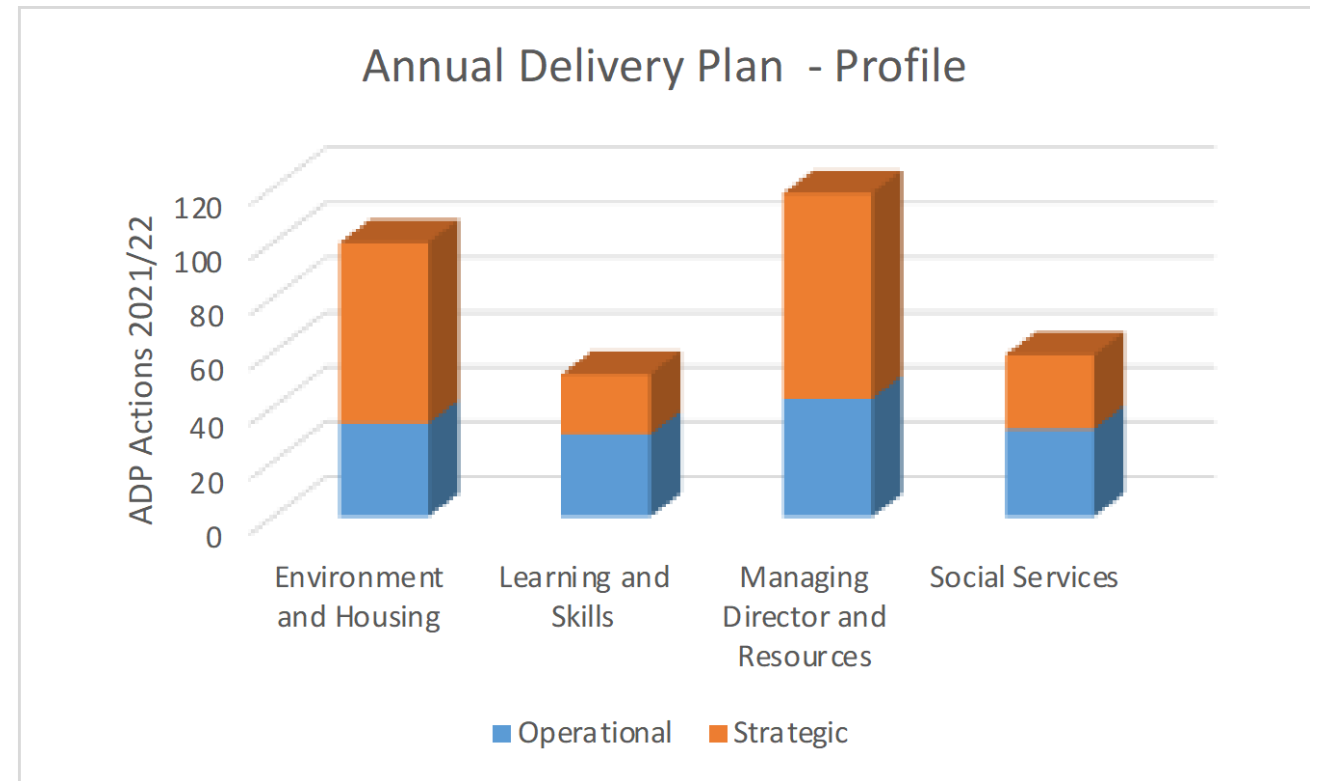 Annual Delivery Plan - Profile
ADP Actions 2021/22
120
100
80
60
40
20
0
Environment
and Housing
Learning and
Skills
Managing
Director and
Resources
Social Services
Operational
Strategic